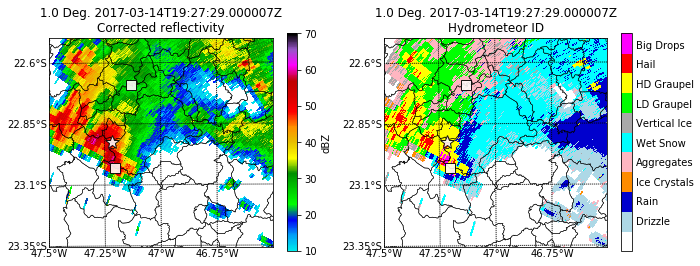 1.0 Deg. 2017-03-14T19:27:29.000007Z
Corrected reflectivity
22.6°S
22.85°S
23.1°S
23.35°S
47.5°W
47.25°W
47°W
46.75°W
70
60
50
40
30
20
10
dBZ
1.0 Deg. 2017-03-14T19:27:29.000007Z
Hydrometeor ID
22.6°S
22.85°S
23.1°S
23.35°S
47.5°W
47.25°W
47°W
46.75°W
Big Drops
Hail
HD Graupel
LD Graupel
Vertical Ice
Wet Snow
Aggregates
Ice Crystals
Rain
Drizzle